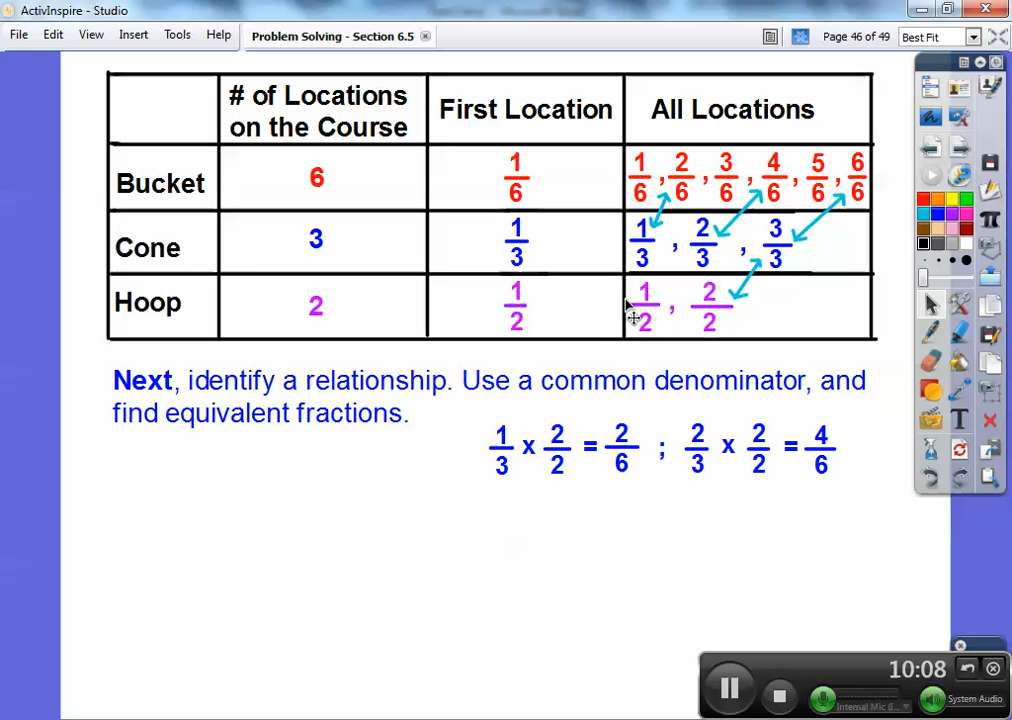 ActivInspire - Studio
File Edit View Insert Tools Help
Problem Solving - Section 6.5
Page 46 of 49
Best Fit
# of Locations on the Course
First Location
All Locations
Bucket 6 1/6 1/6 , 2/6 , 3/6 , 4/6 , 5/6 , 6/6
Cone 3 1/3 1/3 , 2/3 , 3/3
Hoop 2 1/2 1/2 , 2/2
Next, identify a relationship. Use a common denominator, and
find equivalent fractions.
1/3 x 2/2 = 2/6 ; 2/3 x 2/2 = 4/6
10:08
Internal Mic (I...
System Audio